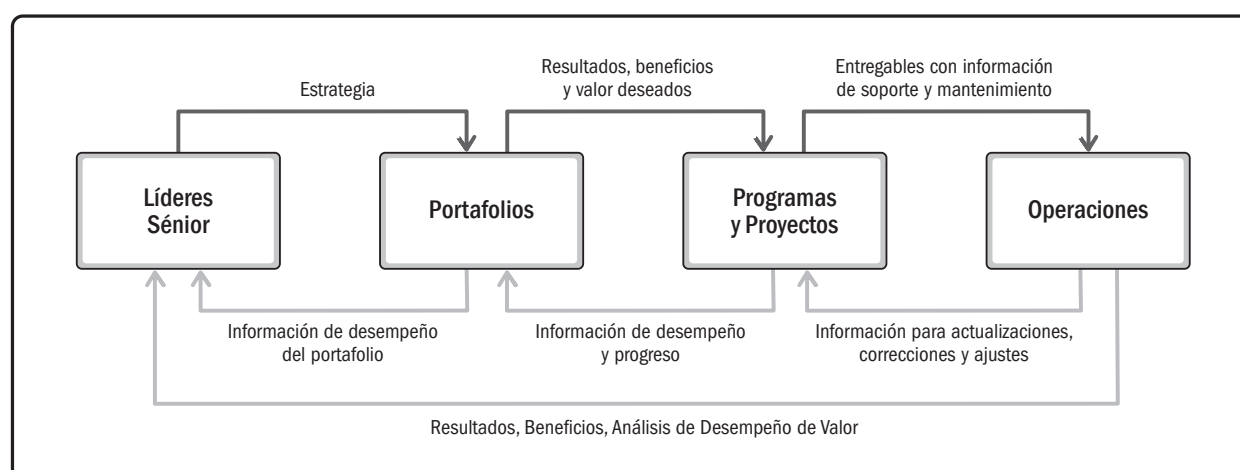 Estrategia
Resultados, beneficios
y valor deseados
Entregables con información
de soporte y mantenimiento
Líderes
Sénior
Portafolios
Programas
y Proyectos
Operaciones
Información de desempeño
del portafolio
Información de desempeño
y progreso
Información para actualizaciones,
correcciones y ajustes
Resultados, Beneficios, Análisis de Desempeño de Valor